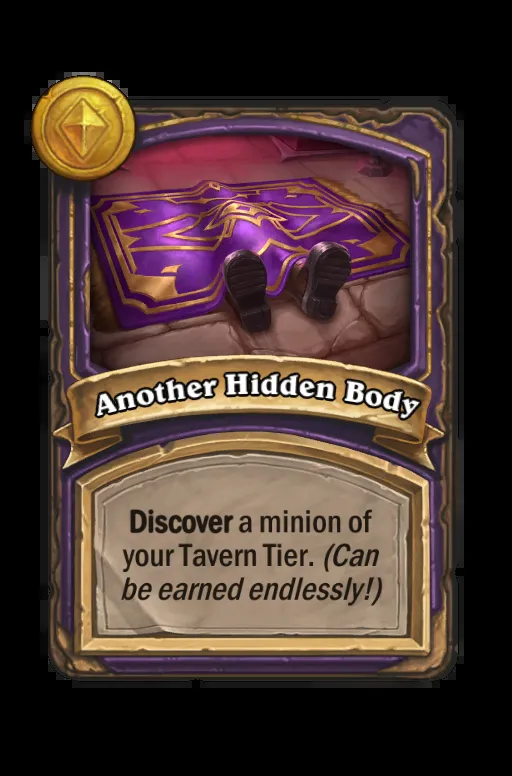 Another Hidden Body
Discover a minion of
your Tavern Tier. (Can
be earned endlessly!)